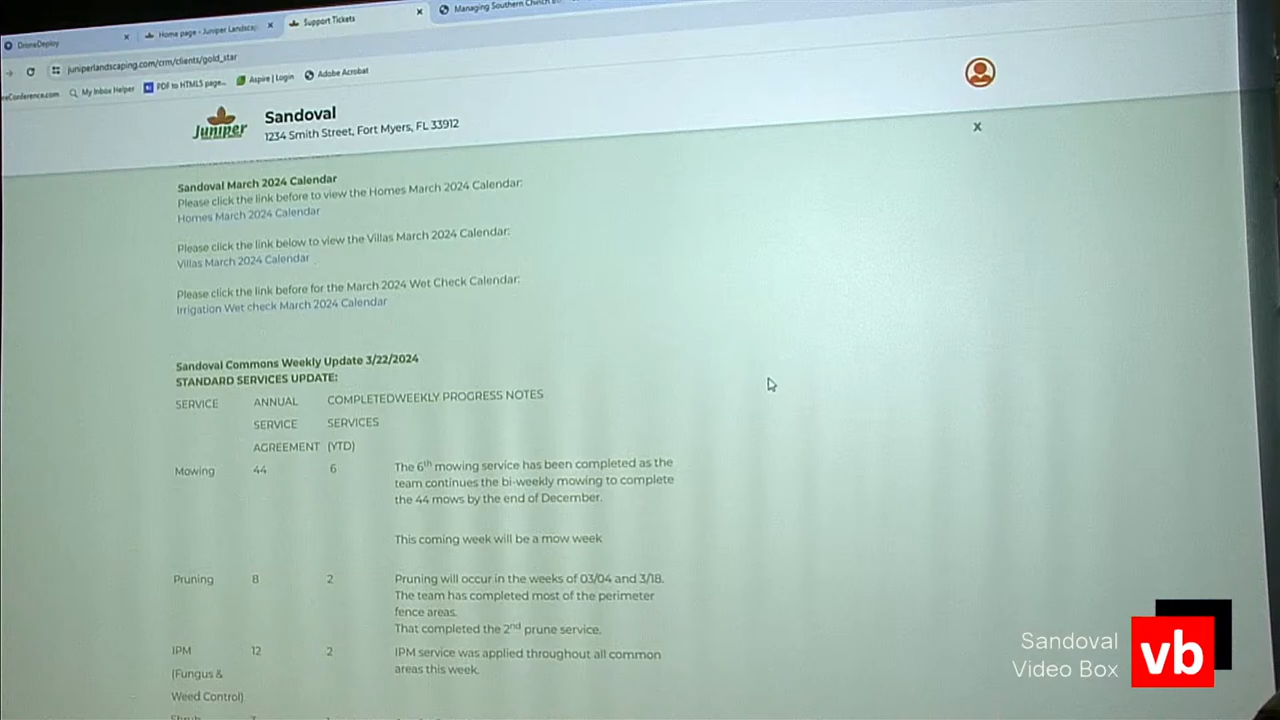 DroneDeploy
Home page - Juniper Landscap
Support Tickets
Managing Southern Chinch B
juniperlandscaping.com/crm/clients/gold_star
eConference.com
My Inbox Helper
PDF to HTML5 page...
Aspire | Login
Adobe Acrobat
Juniper
Sandoval
1234 Smith Street, Fort Myers, FL 33912
X
Sandoval March 2024 Calendar
Please click the link before to view the Homes March 2024 Calendar:
Homes March 2024 Calendar
Please click the link below to view the Villas March 2024 Calendar:
Villas March 2024 Calendar
Please click the link before for the March 2024 Wet Check Calendar:
Irrigation Wet check March 2024 Calendar
Sandoval Commons Weekly Update 3/22/2024
STANDARD SERVICES UPDATE:
SERVICE ANNUAL COMPLETEDWEEKLY PROGRESS NOTES
SERVICE SERVICES
AGREEMENT (YTD)
Mowing 44 6 The 6th mowing service has been completed as the
team continues the bi-weekly mowing to complete
the 44 mows by the end of December.
This coming week will be a mow week
Pruning 8 2 Pruning will occur in the weeks of 03/04 and 3/18.
The team has completed most of the perimeter
fence areas.
That completed the 2nd prune service.
IPM 12 2 IPM service was applied throughout all common
areas this week.
(Fungus &
Weed Control)
Sandoval
Video Box
vb